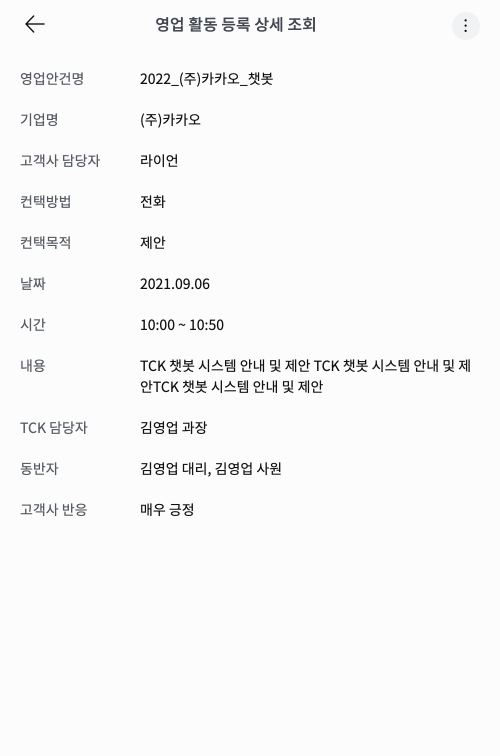 영업 활동 등록 상세 조회
영업안건명 2022_(주)카카오_챗봇
기업명 (주)카카오
고객사 담당자 라이언
컨택방법 전화
컨택목적 제안
날짜 2021.09.06
시간 10:00 ~ 10:50
내용 TCK 챗봇 시스템 안내 및 제안 TCK 챗봇 시스템 안내 및 제
안TCK 챗봇 시스템 안내 및 제안
TCK 담당자 김영업 과장
동반자 김영업 대리, 김영업 사원
고객사 반응 매우 긍정